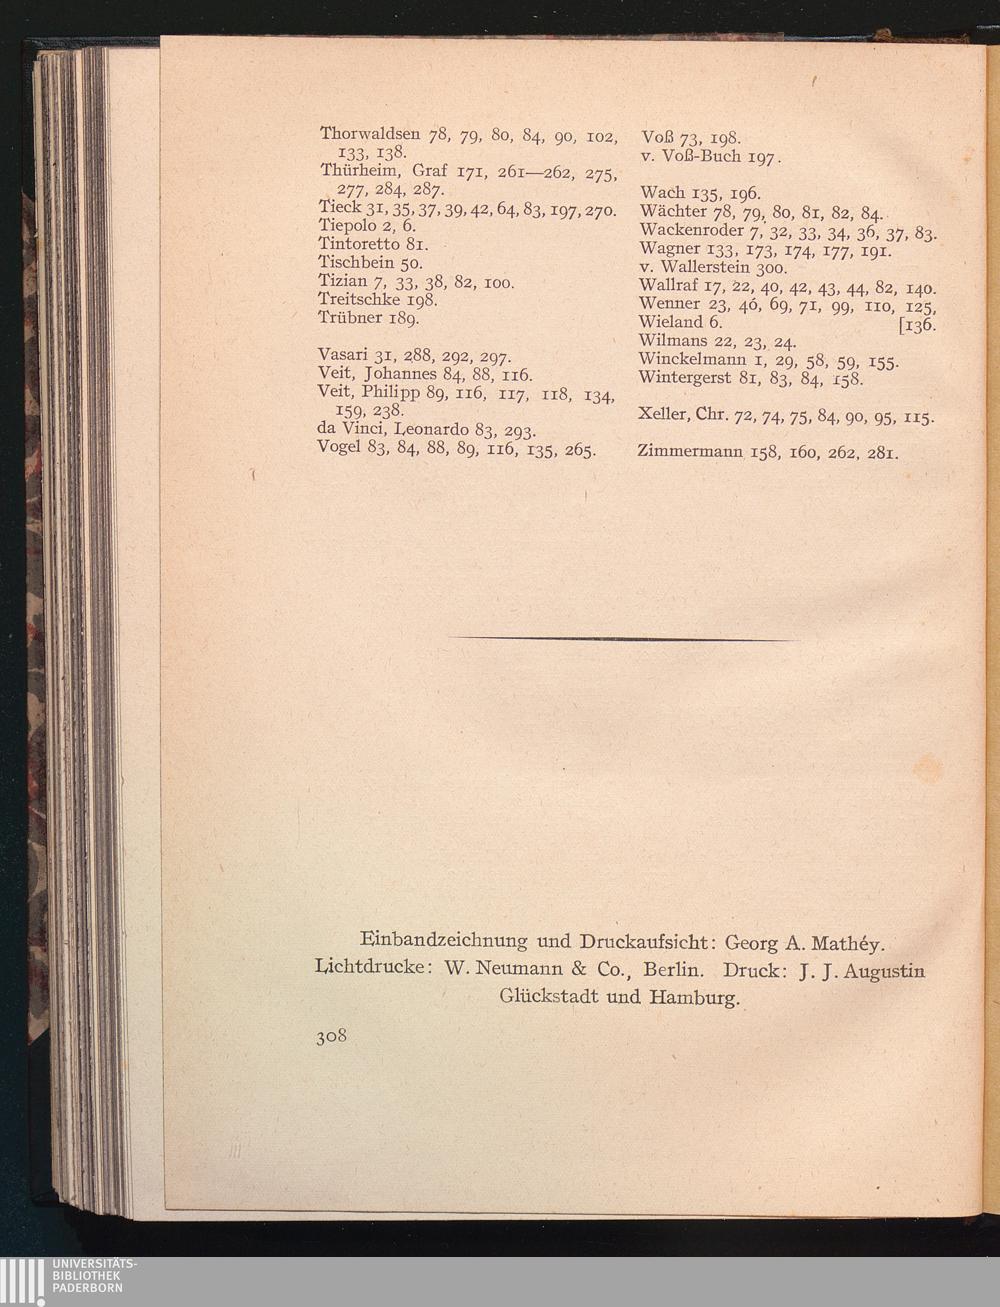 Thorwaldsen 78, 79, 80, 84, 90, 102,
133, 138.
Thürheim, Graf 171, 261—262, 275,
277, 284, 287.
Tieck 31, 35, 37, 39, 42, 64, 83, 197, 270.
Tiepolo 2, 6.
Tintoretto 81.
Tischbein 50.
Tizian 7, 33, 38, 82, 100.
Treitschke 198.
Trübner 189.
Vasari 31, 288, 292, 297.
Veit, Johannes 84, 88, 116.
Veit, Philipp 89, 116, 117, 118, 134,
159, 238.
da Vinci, Leonardo 83, 293.
Vogel 83, 84, 88, 89, 116, 135, 265.
Voß 73, 198.
v. Voß-Buch 197.
Wach 135, 196.
Wächter 78, 79, 80, 81, 82, 84.
Wackenroder 7, 32, 33, 34, 36, 37, 83.
Wagner 133, 173, 174, 177, 191.
v. Wallerstein 300.
Wallraf 17, 22, 40, 42, 43, 44, 82, 140.
Wenner 23, 46, 69, 71, 99, 110, 125,
Wieland 6. [136.
Wilmans 22, 23, 24.
Winckelmann 1, 29, 58, 59, 155.
Wintergerst 81, 83, 84, 158.
Xeller, Chr. 72, 74, 75, 84, 90, 95, 115.
Zimmermann 158, 160, 262, 281.
Einbandzeichnung und Druckaufsicht: Georg A. Mathéy.
Lichtdrucke: W. Neumann & Co., Berlin. Druck: J. J. Augustin
Glückstadt und Hamburg.
308
UNIVERSITÄTS-
BIBLIOTHEK
PADERBORN